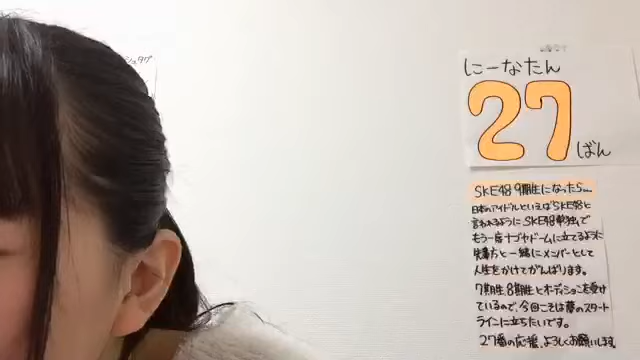 シュタグ
にーなたん
27
ばん
SKE48 9期生になったら…
日本のアイドルといえばSKE48と
言われるように SKE48単独で
もう一度ナゴヤドームに立てるように
先輩方と一緒にメンバーとして
人生をかけてがんばります。
7期生 8期生とオーディションを受け
ているので、今回こそは夢のスタート
ラインに立ちたいです。
27番の応援、よろしくお願いします。